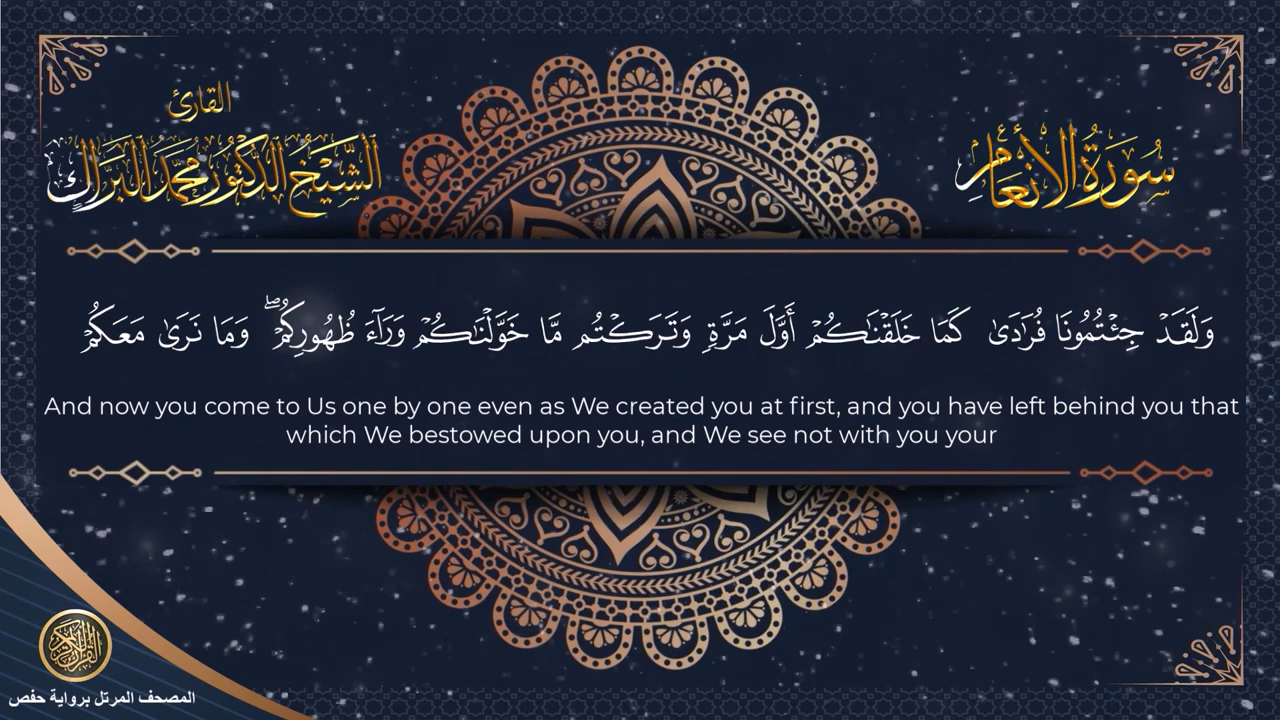 القارئ
الشيخ الدكتور محمد البراك
سورة الأنعام
وَلَقَدْ جِئْتُمُونَا فُرَٰدَىٰ كَمَا خَلَقْنَٰكُمْ أَوَّلَ مَرَّةٍ وَتَرَكْتُم مَّا خَوَّلْنَٰكُمْ وَرَآءَ ظُهُورِكُمْ ۖ وَمَا نَرَىٰ مَعَكُمْ
And now you come to Us one by one even as We created you at first, and you have left behind you that
which We bestowed upon you, and We see not with you your
القرآن الكريم
المصحف المرتل برواية حفص